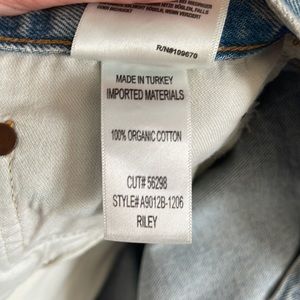 R/N#109670
MADE IN TURKEY
IMPORTED MATERIALS
100% ORGANIC COTTON
CUT# 56298
STYLE# A9012B-1206
RILEY